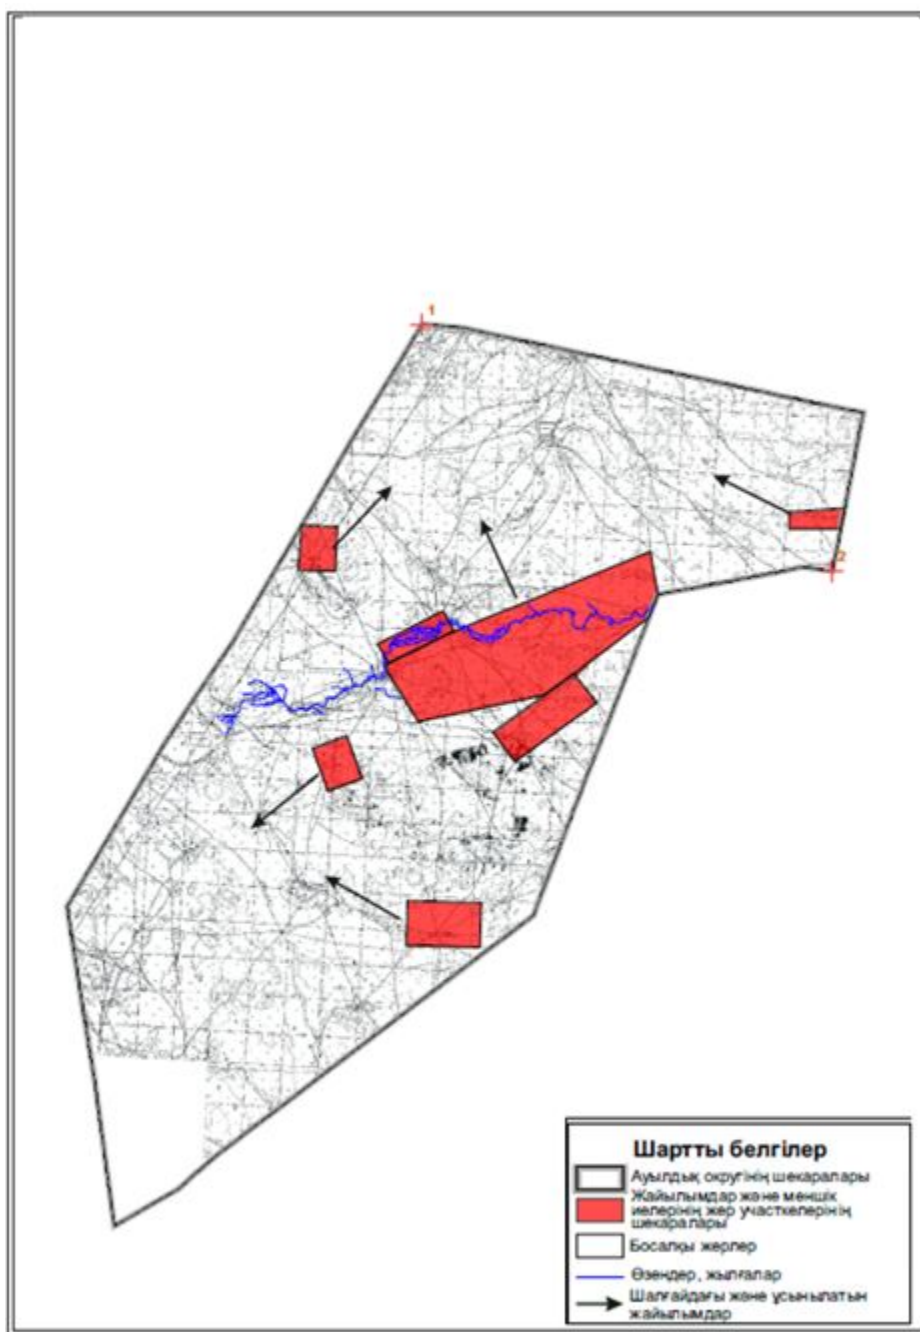 1
2
Шартты белгілер
Ауылдық округінің шекаралары
Жайылымдар және меншік
иелерінің жер участкелерінің
шекаралары
Босалқы жерлер
Өзендер, жылғалар
Шалғайдағы және ұсынылатын
жайылымдар